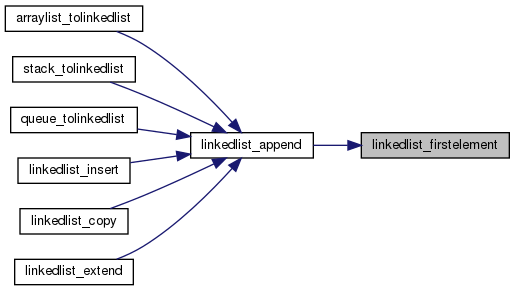 arraylist_tolinkedlist
stack_tolinkedlist
queue_tolinkedlist
linkedlist_append
linkedlist_firstelement
linkedlist_insert
linkedlist_copy
linkedlist_extend